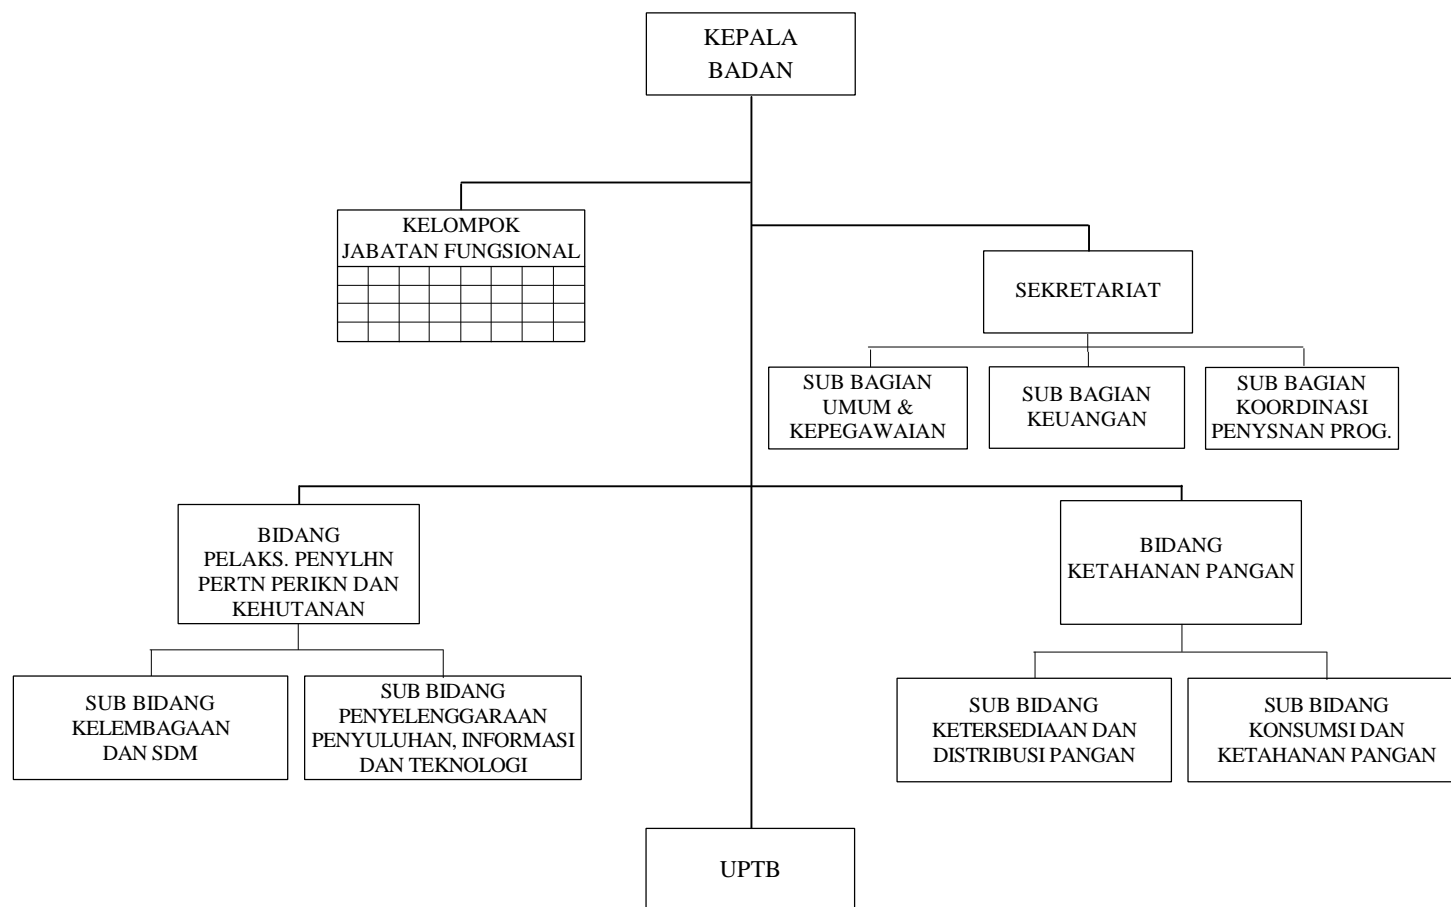 KEPALA
BADAN
KELOMPOK
JABATAN FUNGSIONAL
SEKRETARIAT
SUB BAGIAN
UMUM &
KEPEGAWAIAN
SUB BAGIAN
KEUANGAN
SUB BAGIAN
KOORDINASI
PENYSNAN PROG.
BIDANG
PELAKS. PENYLHN
PERTN PERIKN DAN
KEHUTANAN
BIDANG
KETAHANAN PANGAN
SUB BIDANG
KELEMBAGAAN
DAN SDM
SUB BIDANG
PENYELENGGARAAN
PENYULUHAN, INFORMASI
DAN TEKNOLOGI
SUB BIDANG
KETERSEDIAAN DAN
DISTRIBUSI PANGAN
SUB BIDANG
KONSUMSI DAN
KETAHANAN PANGAN
UPTB